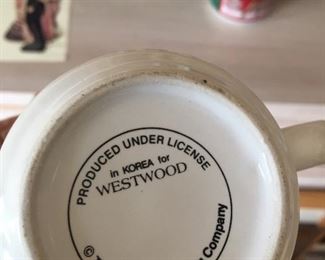 PRODUCED UNDER LICENSE
in KOREA for
WESTWOOD
©
Company